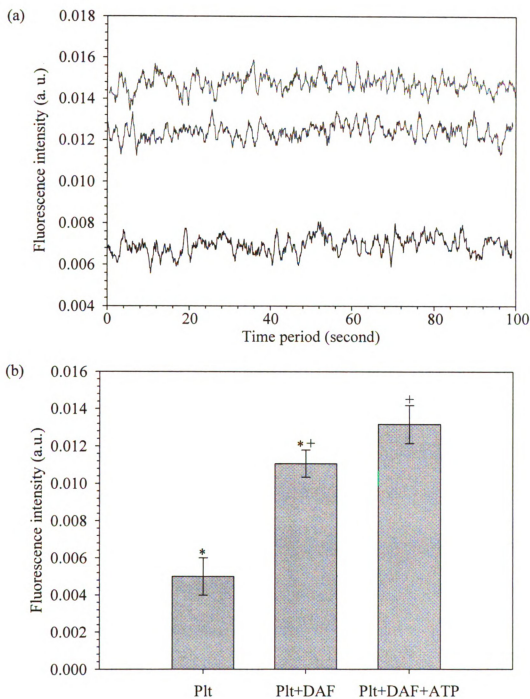 (a)
0.018
0.016
0.014
0.012
0.010
0.008
0.006
0.004
Fluorescence intensity (a. u.)
0 20 40 60 80 100
Time period (second)
(b)
0.016
0.014
0.012
0.010
0.008
0.006
0.004
0.002
0.000
Fluorescence intensity (a.u.)
*
*+
+
Plt Plt+DAF Plt+DAF+ATP